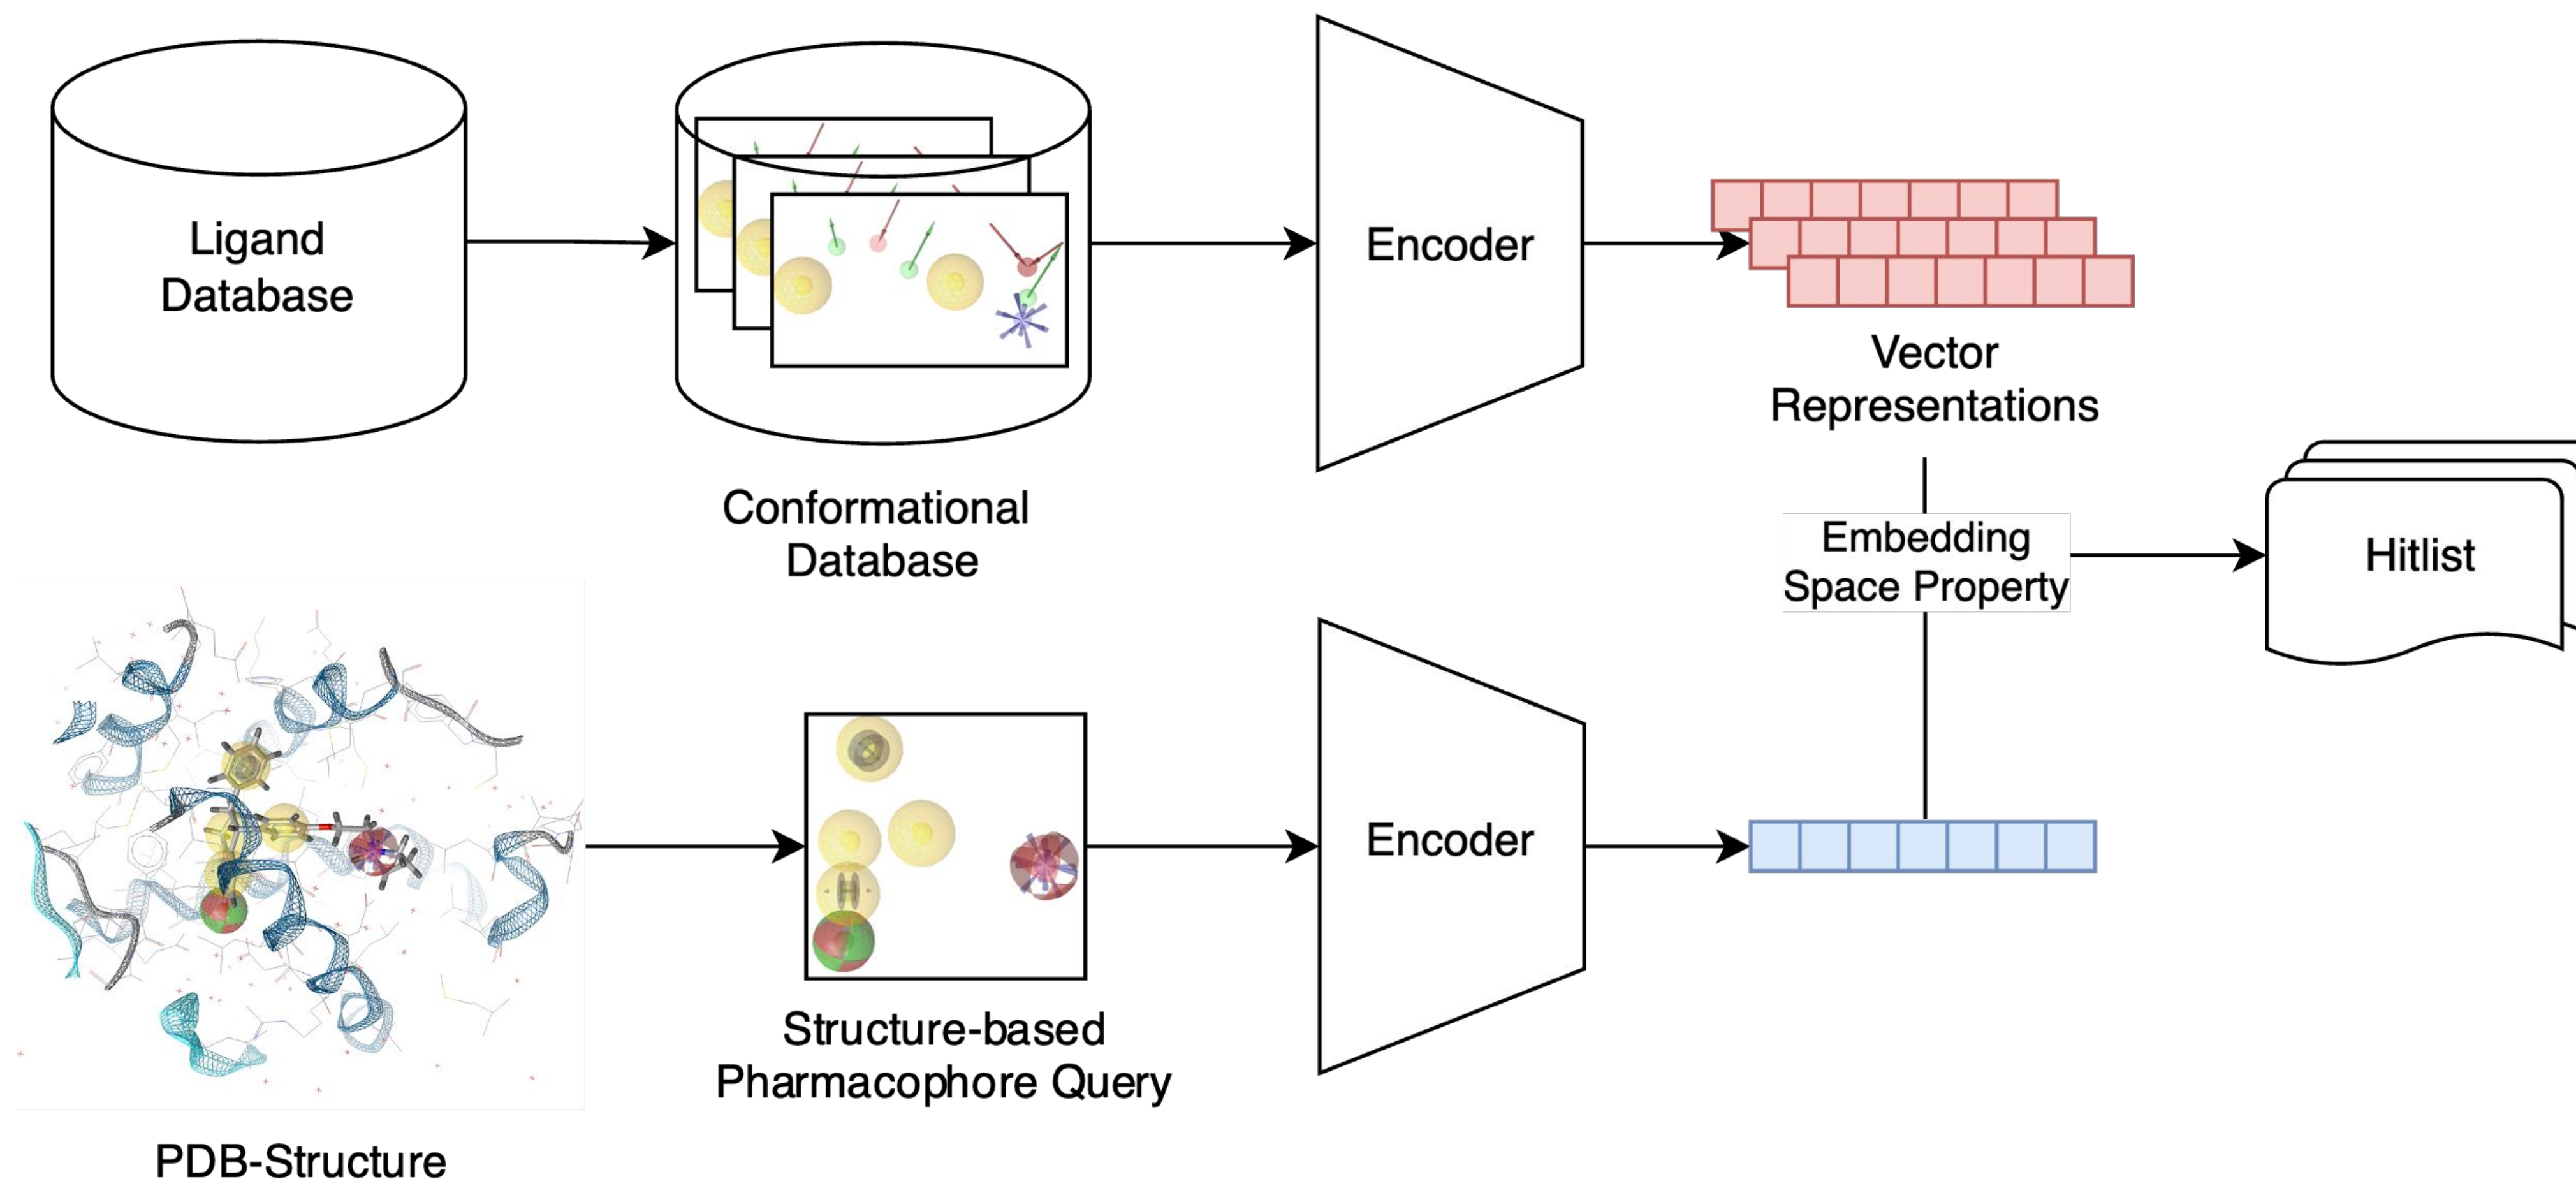 Ligand
Database
Conformational
Database
Encoder
Vector
Representations
Embedding
Space Property
Hitlist
PDB-Structure
Structure-based
Pharmacophore Query
Encoder